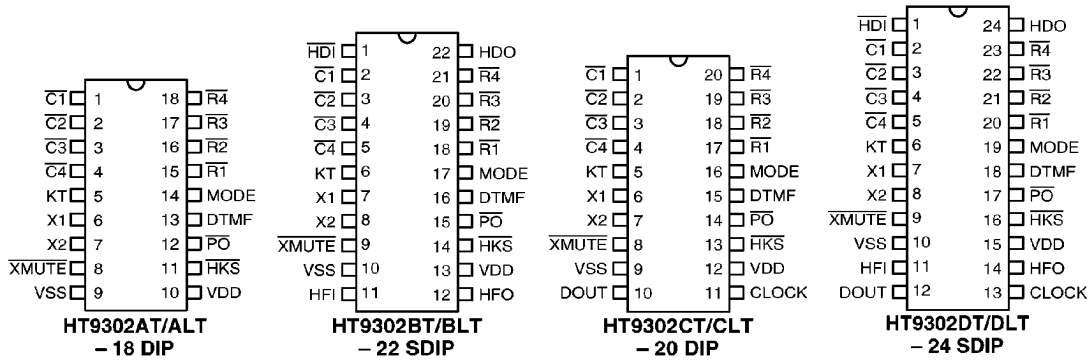 C1 1 18 R4
C2 2 17 R3
C3 3 16 R2
C4 4 15 R1
KT 5 14 MODE
X1 6 13 DTMF
X2 7 12 PO
XMUTE 8 11 HKS
VSS 9 10 VDD
HT9302AT/ALT
– 18 DIP
HDI 1 22 HDO
C1 2 21 R4
C2 3 20 R3
C3 4 19 R2
C4 5 18 R1
KT 6 17 MODE
X1 7 16 DTMF
X2 8 15 PO
XMUTE 9 14 HKS
VSS 10 13 VDD
HFI 11 12 HFO
HT9302BT/BLT
– 22 SDIP
C1 1 20 R4
C2 2 19 R3
C3 3 18 R2
C4 4 17 R1
KT 5 16 MODE
X1 6 15 DTMF
X2 7 14 PO
XMUTE 8 13 HKS
VSS 9 12 VDD
DOUT 10 11 CLOCK
HT9302CT/CLT
– 20 DIP
HDI 1 24 HDO
C1 2 23 R4
C2 3 22 R3
C3 4 21 R2
C4 5 20 R1
KT 6 19 MODE
X1 7 18 DTMF
X2 8 17 PO
XMUTE 9 16 HKS
VSS 10 15 VDD
HFI 11 14 HFO
DOUT 12 13 CLOCK
HT9302DT/DLT
– 24 SDIP